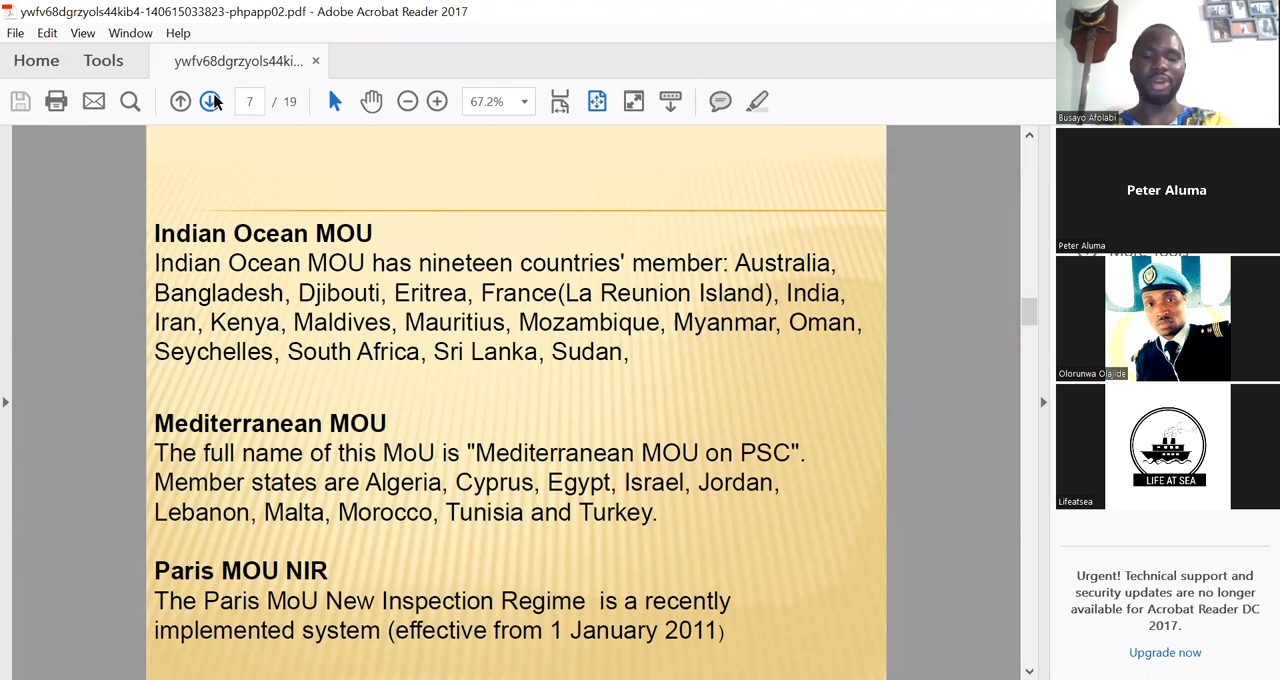 ywfv68dgrzyols44kib4-140615033823-phpapp02.pdf - Adobe Acrobat Reader 2017
File Edit View Window Help
Home Tools ywfv68dgrzyols44ki... ×
7 / 19 67.2%
Indian Ocean MOU
Indian Ocean MOU has nineteen countries' member: Australia,
Bangladesh, Djibouti, Eritrea, France(La Reunion Island), India,
Iran, Kenya, Maldives, Mauritius, Mozambique, Myanmar, Oman,
Seychelles, South Africa, Sri Lanka, Sudan,
Mediterranean MOU
The full name of this MoU is "Mediterranean MOU on PSC".
Member states are Algeria, Cyprus, Egypt, Israel, Jordan,
Lebanon, Malta, Morocco, Tunisia and Turkey.
Paris MOU NIR
The Paris MoU New Inspection Regime is a recently
implemented system (effective from 1 January 2011)
Busayo Afolabi
Peter Aluma
Peter Aluma
Olorunwa Olajide
LIFE AT SEA
Lifeatsea
Urgent! Technical support and
security updates are no longer
available for Acrobat Reader DC
2017.
Upgrade now